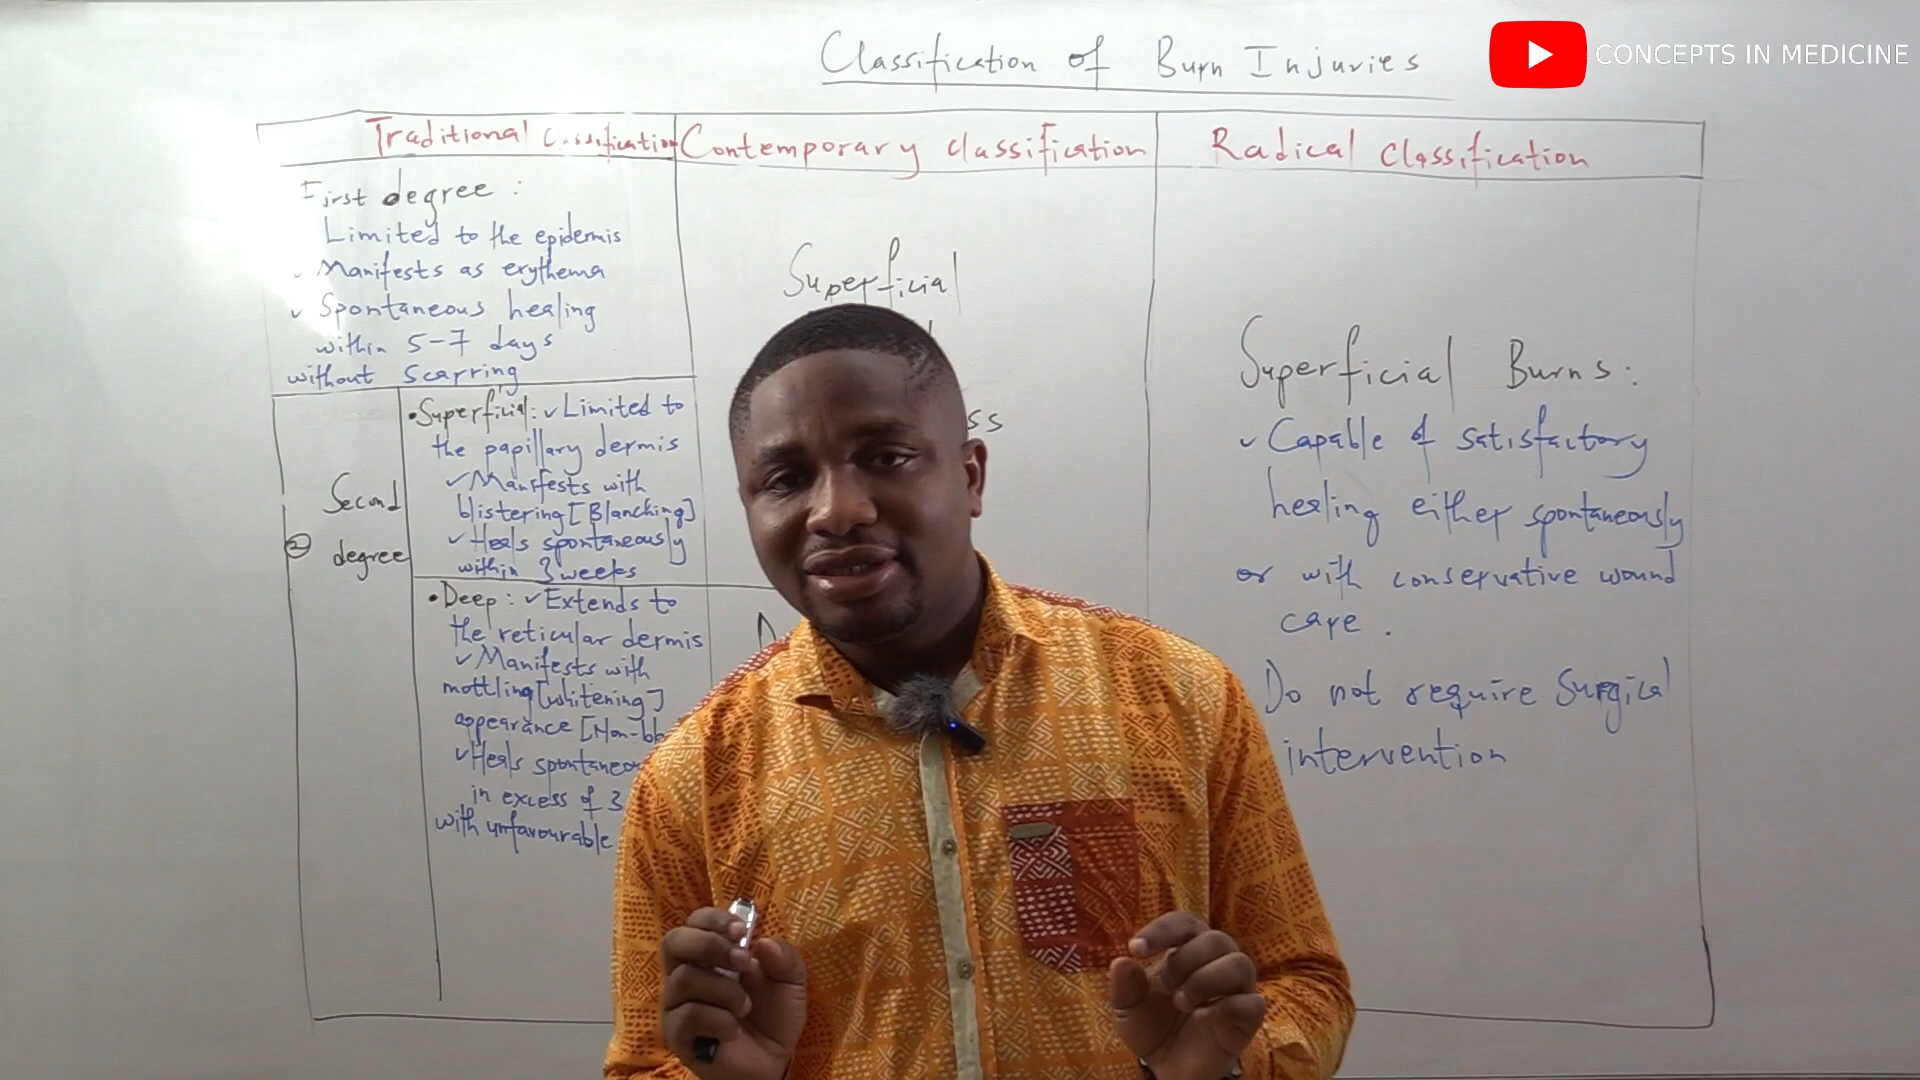 Classification of Burn Injuries
CONCEPTS IN MEDICINE
Traditional Classification
Contemporary classification
Radical Classification
First degree :
Limited to the epidermis
✓ Manifests as erythema
✓ Spontaneous healing
within 5-7 days
without Scarring
② Second
degree
•Superficial: ✓Limited to
the papillary dermis
✓Manifests with
blistering [Blanching]
✓Heals spontaneously
within 3 weeks
•Deep: ✓Extends to
the reticular dermis
✓Manifests with
mottling [whitening]
appearance [Non-
✓Heals
in excess of 3
with unfavourable
Superficial
ss
Superficial Burns:
✓ Capable of satisfactory
healing either spontaneously
or with conservative wound
care .
Do not require Surgical
intervention